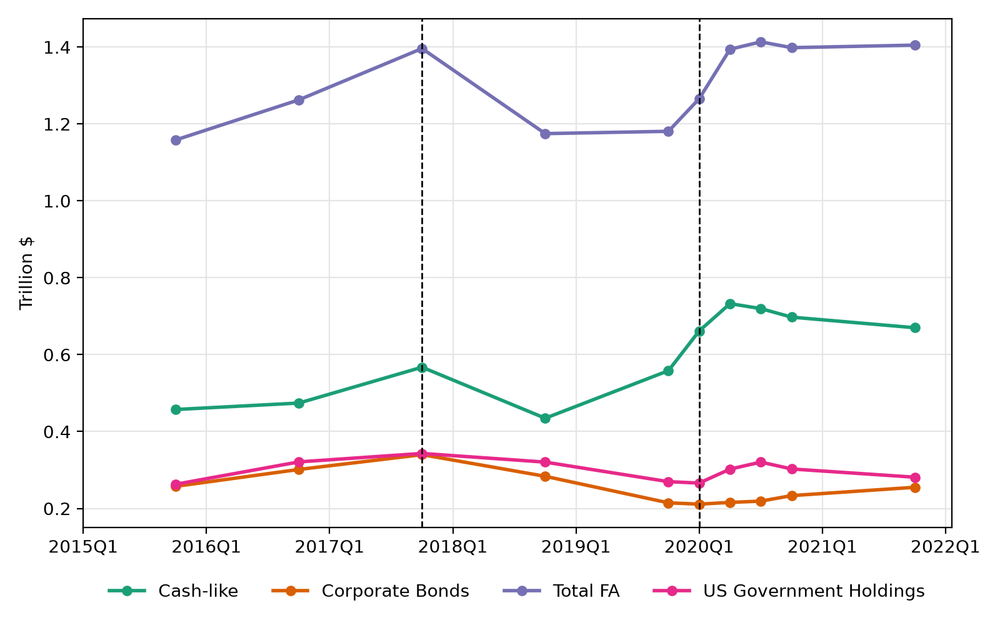 Trillion $
1.4
1.2
1.0
0.8
0.6
0.4
0.2
2015Q1 2016Q1 2017Q1 2018Q1 2019Q1 2020Q1 2021Q1 2022Q1
Cash-like Corporate Bonds Total FA US Government Holdings